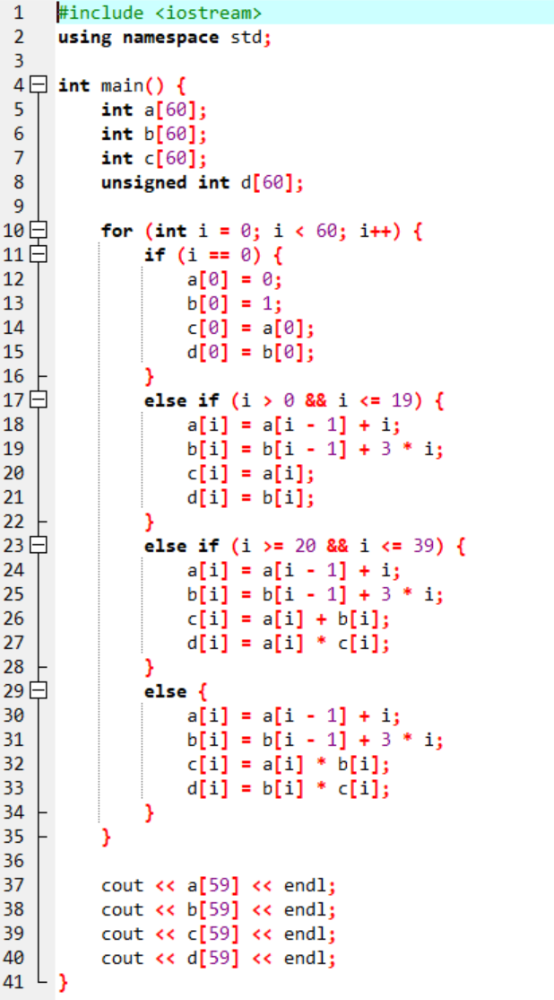 1 #include <iostream>
2 using namespace std;
3
4 int main() {
5 int a[60];
6 int b[60];
7 int c[60];
8 unsigned int d[60];
9
10 for (int i = 0; i < 60; i++) {
11 if (i == 0) {
12 a[0] = 0;
13 b[0] = 1;
14 c[0] = a[0];
15 d[0] = b[0];
16 }
17 else if (i > 0 && i <= 19) {
18 a[i] = a[i - 1] + i;
19 b[i] = b[i - 1] + 3 * i;
20 c[i] = a[i];
21 d[i] = b[i];
22 }
23 else if (i >= 20 && i <= 39) {
24 a[i] = a[i - 1] + i;
25 b[i] = b[i - 1] + 3 * i;
26 c[i] = a[i] + b[i];
27 d[i] = a[i] * c[i];
28 }
29 else {
30 a[i] = a[i - 1] + i;
31 b[i] = b[i - 1] + 3 * i;
32 c[i] = a[i] * b[i];
33 d[i] = b[i] * c[i];
34 }
35 }
36
37 cout << a[59] << endl;
38 cout << b[59] << endl;
39 cout << c[59] << endl;
40 cout << d[59] << endl;
41 }